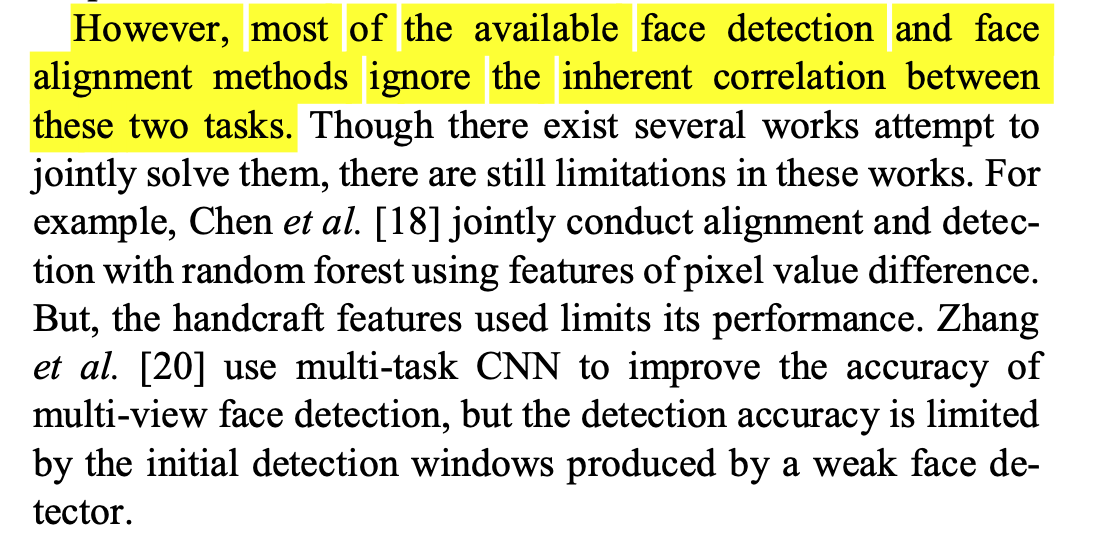 However, most of the available face detection and face
alignment methods ignore the inherent correlation between
these two tasks. Though there exist several works attempt to
jointly solve them, there are still limitations in these works. For
example, Chen et al. [18] jointly conduct alignment and detec-
tion with random forest using features of pixel value difference.
But, the handcraft features used limits its performance. Zhang
et al. [20] use multi-task CNN to improve the accuracy of
multi-view face detection, but the detection accuracy is limited
by the initial detection windows produced by a weak face de-
tector.